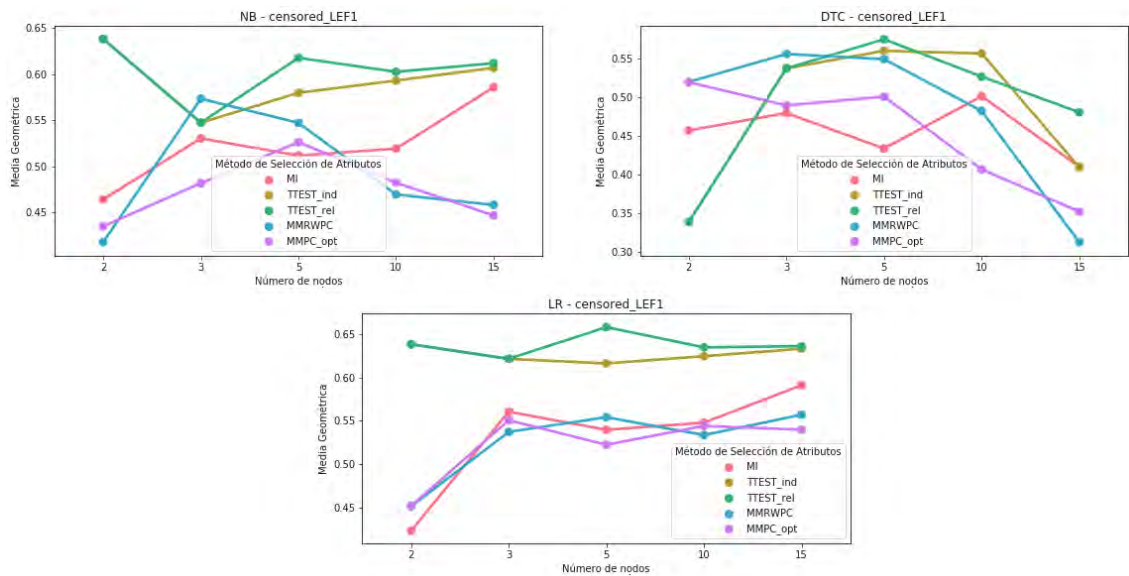 NB - censored_LEF1
Media Geométrica
0.65
0.60
0.55
0.50
0.45
Método de Selección de Atributos
MI
TTEST_ind
TTEST_rel
MMRWPC
MMPC_opt
2 3 5 10 15
Número de nodos
DTC - censored_LEF1
Media Geométrica
0.55
0.50
0.45
0.40
0.35
0.30
Método de Selección de Atributos
MI
TTEST_ind
TTEST_rel
MMRWPC
MMPC_opt
2 3 5 10 15
Número de nodos
LR - censored_LEF1
Media Geométrica
0.65
0.60
0.55
0.50
0.45
Método de Selección de Atributos
MI
TTEST_ind
TTEST_rel
MMRWPC
MMPC_opt
2 3 5 10 15
Número de nodos